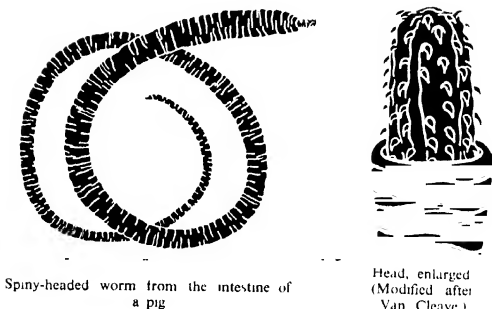 Spiny-headed worm from the intestine of
a pig
Head, enlarged
(Modified after
Van Cleave.)